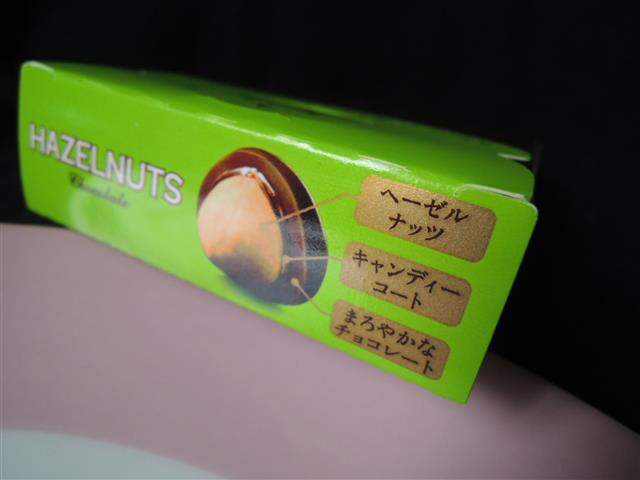 HAZELNUTS
Chocolate
ヘーゼル
ナッツ
キャンディー
コート
まろやかな
チョコレート